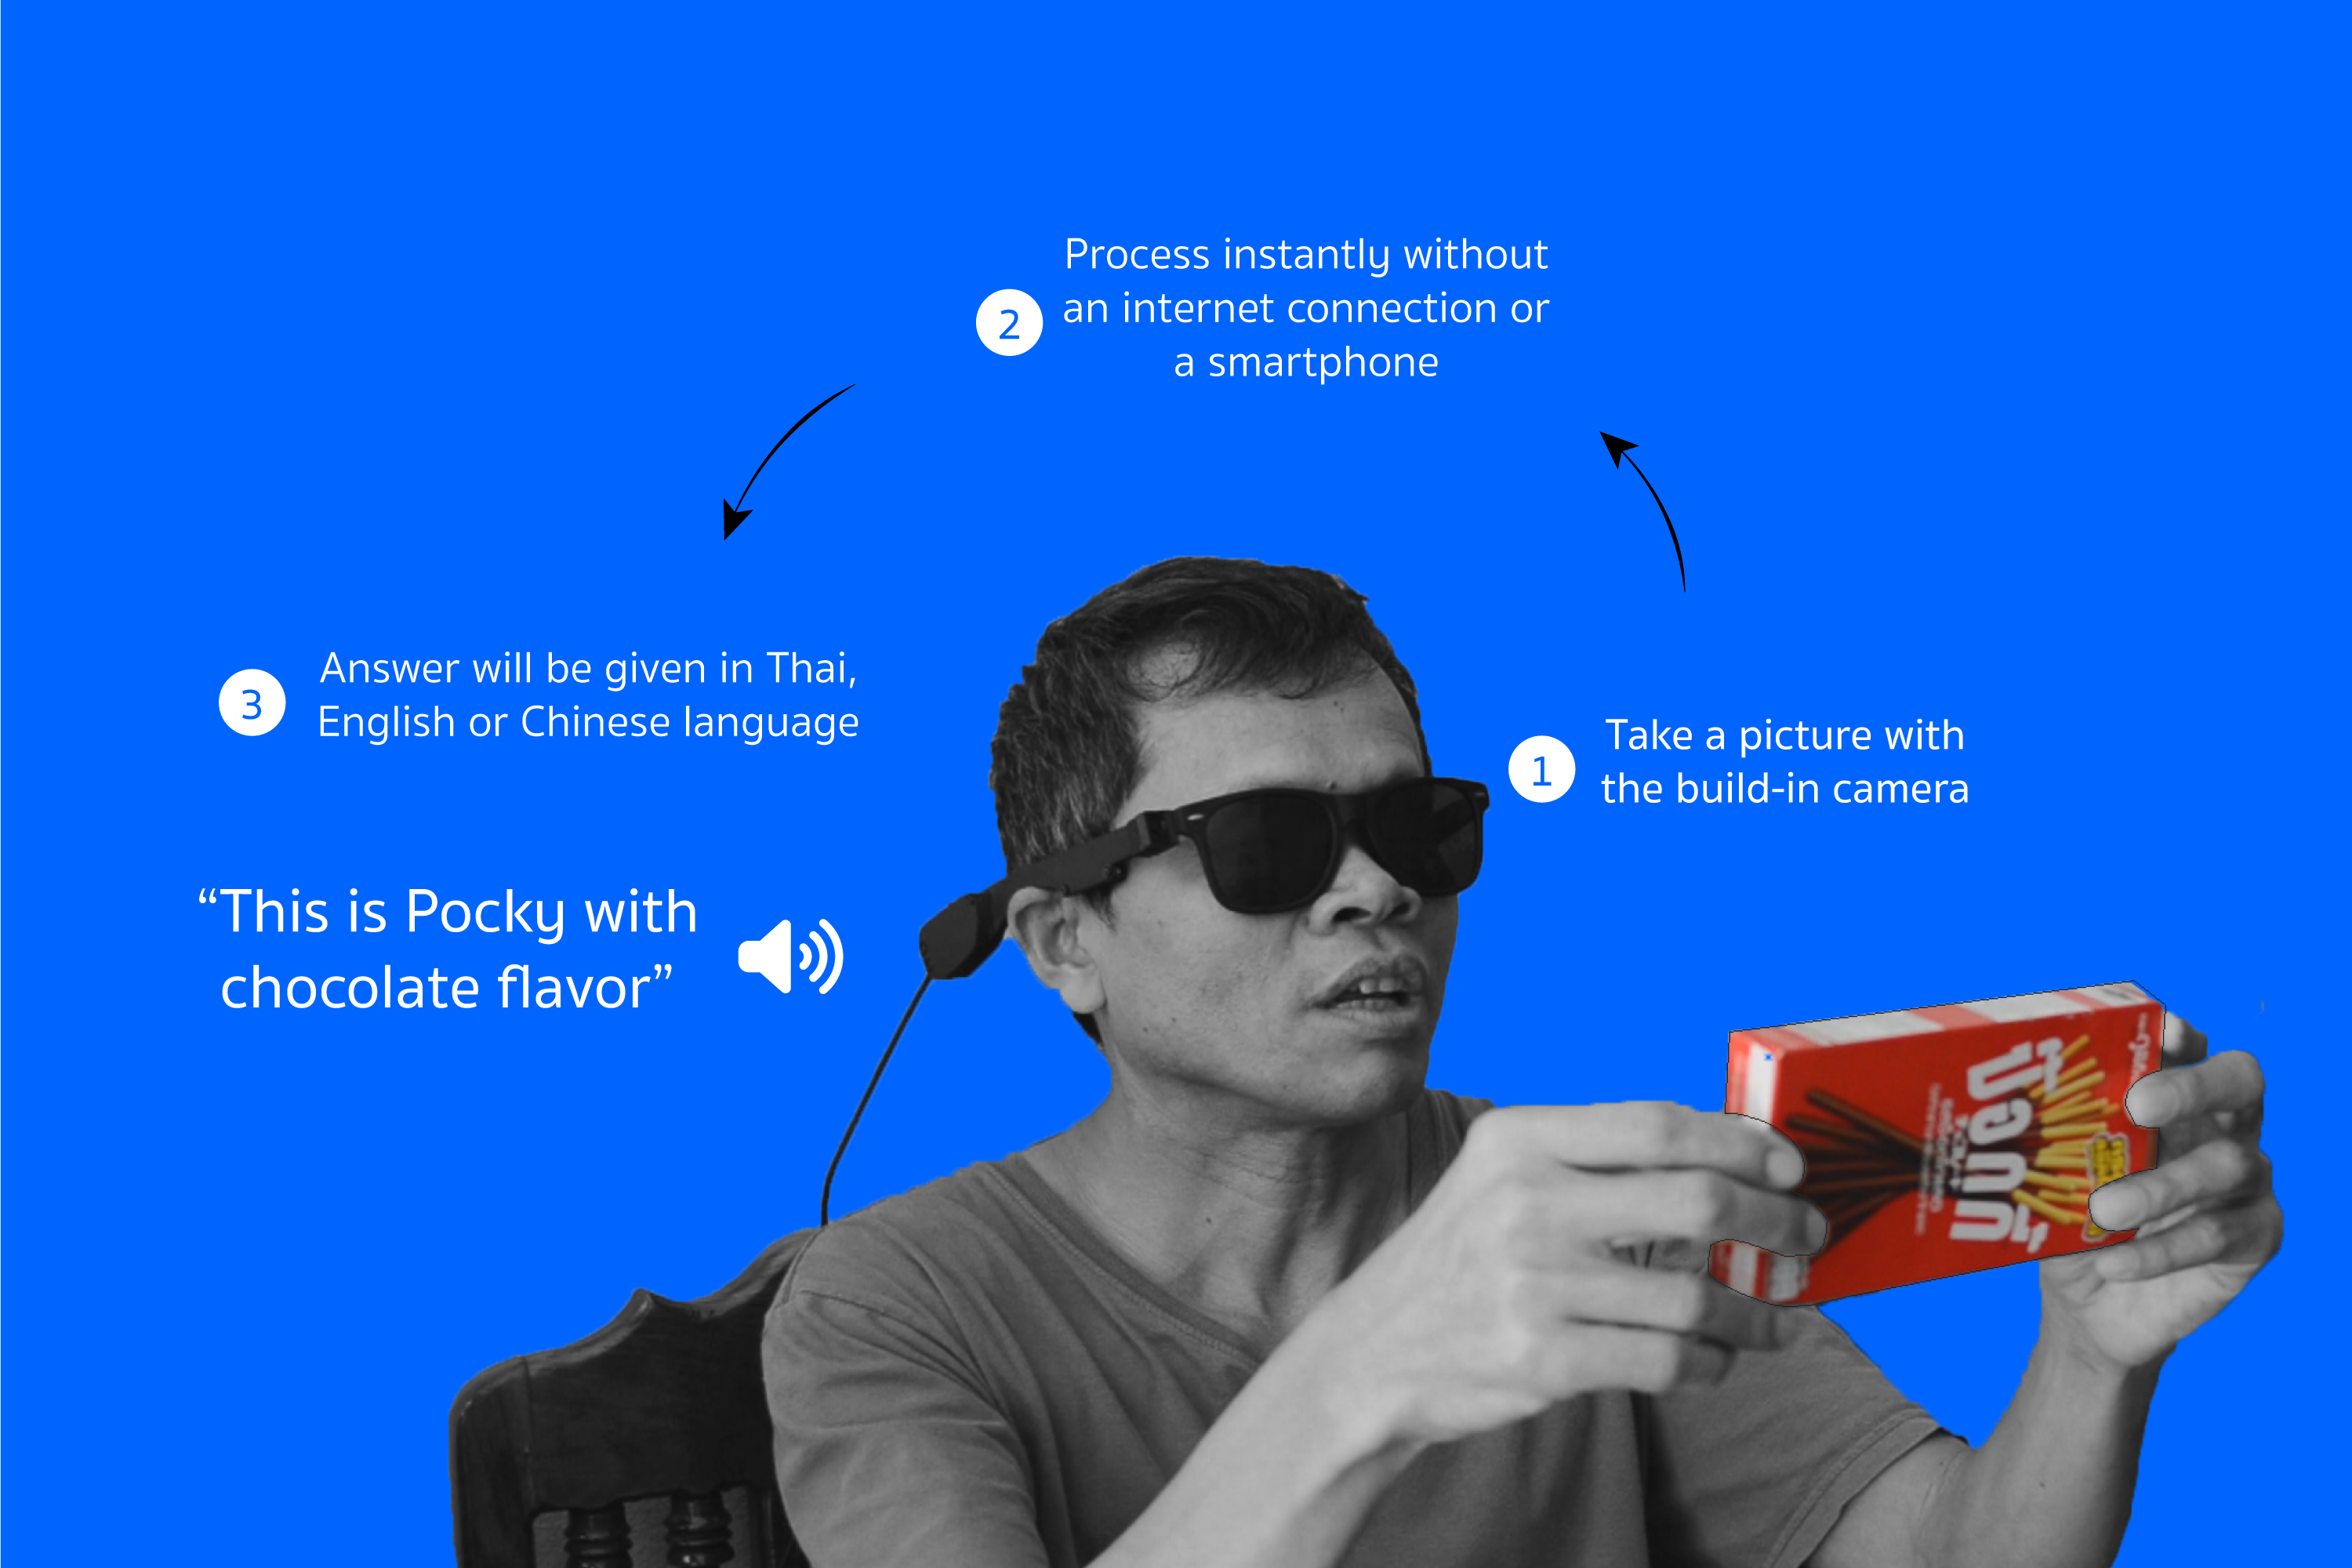 2
Process instantly without
an internet connection or
a smartphone
3
Answer will be given in Thai,
English or Chinese language
1
Take a picture with
the build-in camera
“This is Pocky with
chocolate flavor”
ป๊อกกี้